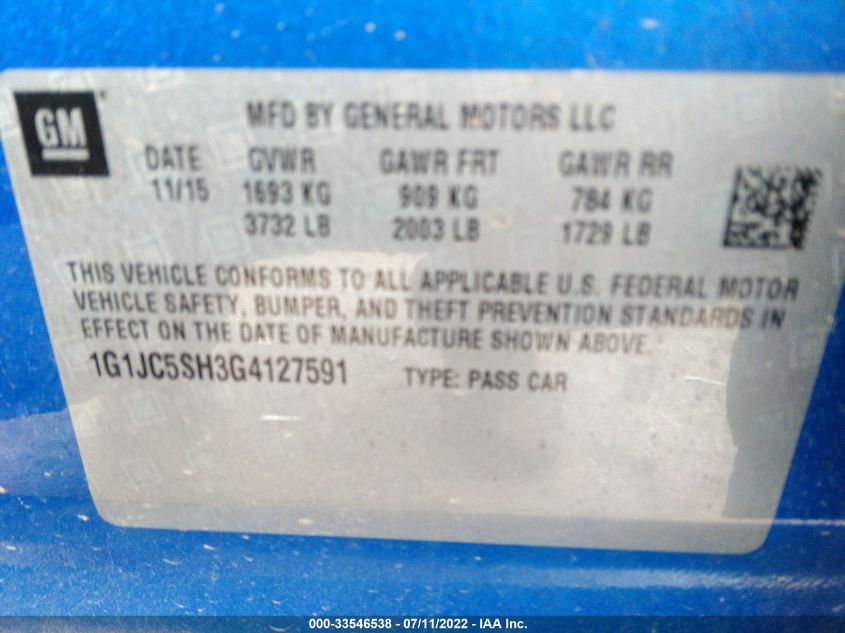 GM
MFD BY GENERAL MOTORS LLC
DATE GVWR GAWR FRT GAWR RR
11/15 1693 KG 909 KG 784 KG
3732 LB 2003 LB 1729 LB
THIS VEHICLE CONFORMS TO ALL APPLICABLE U.S. FEDERAL MOTOR
VEHICLE SAFETY, BUMPER, AND THEFT PREVENTION STANDARDS IN
EFFECT ON THE DATE OF MANUFACTURE SHOWN ABOVE.
1G1JC5SH3G4127591 TYPE: PASS CAR
000-33546538 - 07/11/2022 - IAA Inc.